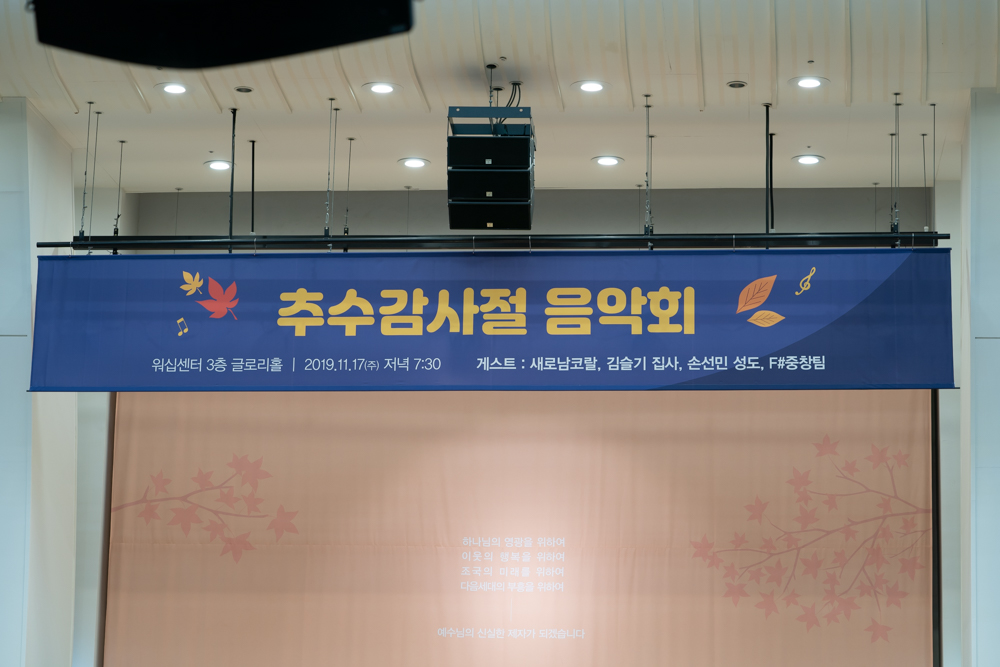 추수감사절 음악회
워십센터 3층 글로리홀 | 2019.11.17(주) 저녁 7:30 게스트 : 새로남코랄, 김슬기 집사, 손선민 성도, F#중창팀
하나님의 영광을 위하여
이웃의 행복을 위하여
조국의 미래를 위하여
다음세대의 부흥을 위하여
예수님의 신실한 제자가 되겠습니다